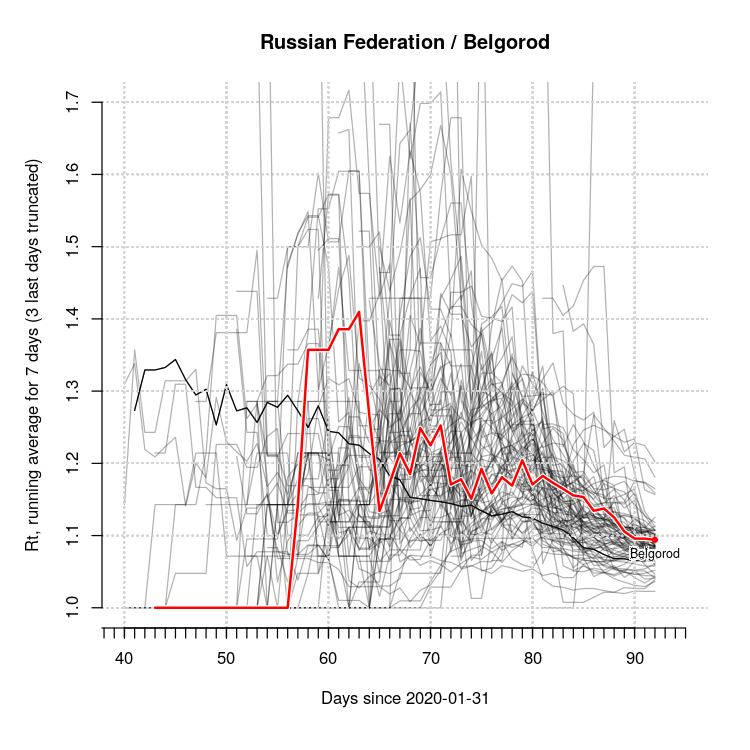 Russian Federation / Belgorod
Rt, running average for 7 days (3 last days truncated)
1.7
1.6
1.5
1.4
1.3
1.2
1.1
1.0
Belgorod
40 50 60 70 80 90
Days since 2020-01-31